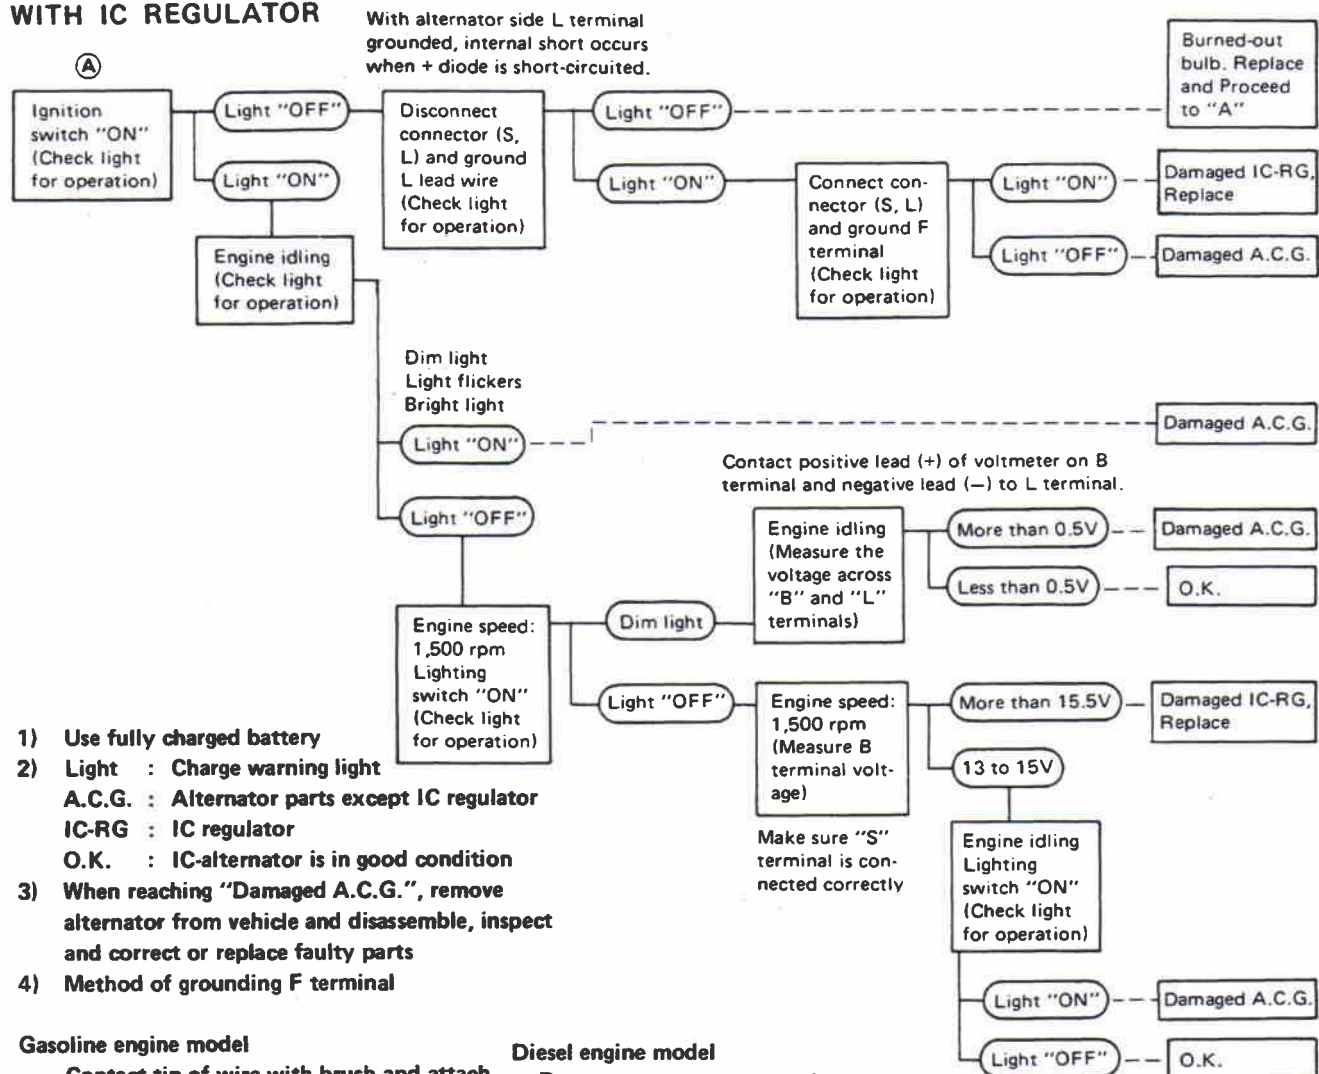 WITH IC REGULATOR
With alternator side L terminal
grounded, internal short occurs
when + diode is short-circuited.
A
Ignition
switch "ON"
(Check light
for operation)
Light "OFF"
Light "ON"
Disconnect
connector (S,
L) and ground
L lead wire
(Check light
for operation)
Light "OFF"
Burned-out
bulb. Replace
and Proceed
to "A"
Light "ON"
Connect con-
nector (S, L)
and ground F
terminal
(Check light
for operation)
Light "ON"
Damaged IC-RG,
Replace
Light "OFF"
Damaged A.C.G.
Engine idling
(Check light
for operation)
Dim light
Light flickers
Bright light
Light "ON"
Damaged A.C.G.
Light "OFF"
Contact positive lead (+) of voltmeter on B
terminal and negative lead (−) to L terminal.
Engine idling
(Measure the
voltage across
"B" and "L"
terminals)
More than 0.5V
Damaged A.C.G.
Less than 0.5V
O.K.
Engine speed:
1,500 rpm
Lighting
switch "ON"
(Check light
for operation)
Dim light
Light "OFF"
Engine speed:
1,500 rpm
(Measure B
terminal volt-
age)
More than 15.5V
Damaged IC-RG,
Replace
13 to 15V
Make sure "S"
terminal is con-
nected correctly
Engine idling
Lighting
switch "ON"
(Check light
for operation)
Light "ON"
Damaged A.C.G.
Light "OFF"
O.K.
1) Use fully charged battery
2) Light : Charge warning light
A.C.G. : Alternator parts except IC regulator
IC-RG : IC regulator
O.K. : IC-alternator is in good condition
3) When reaching "Damaged A.C.G.", remove
alternator from vehicle and disassemble, inspect
and correct or replace faulty parts
4) Method of grounding F terminal
Gasoline engine model
Contact tip of wire with brush and attach
Diesel engine model